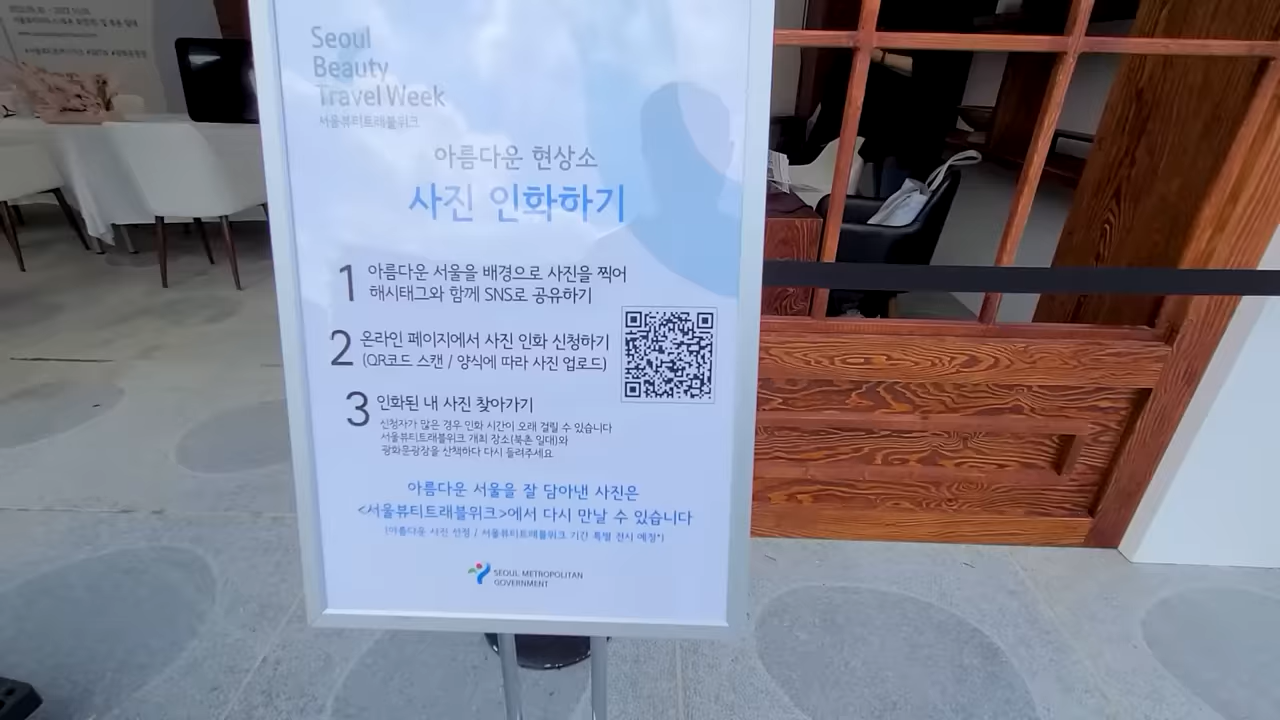 Seoul
Beauty
Travel Week
서울뷰티트래블위크
아름다운 현상소
사진 인화하기
1 아름다운 서울을 배경으로 사진을 찍어
해시태그와 함께 SNS로 공유하기
2 온라인 페이지에서 사진 인화 신청하기
(QR코드 스캔 / 양식에 따라 사진 업로드)
3 인화된 내 사진 찾아가기
신청자가 많은 경우 인화 시간이 오래 걸릴 수 있습니다
서울뷰티트래블위크 개최 장소(북촌 일대)와
광화문광장을 산책하다 다시 들려주세요
아름다운 서울을 잘 담아낸 사진은
<서울뷰티트래블위크>에서 다시 만날 수 있습니다
(아름다운 사진 선정 / 서울뷰티트래블위크 기간 특별 전시 예정*)
SEOUL METROPOLITAN
GOVERNMENT